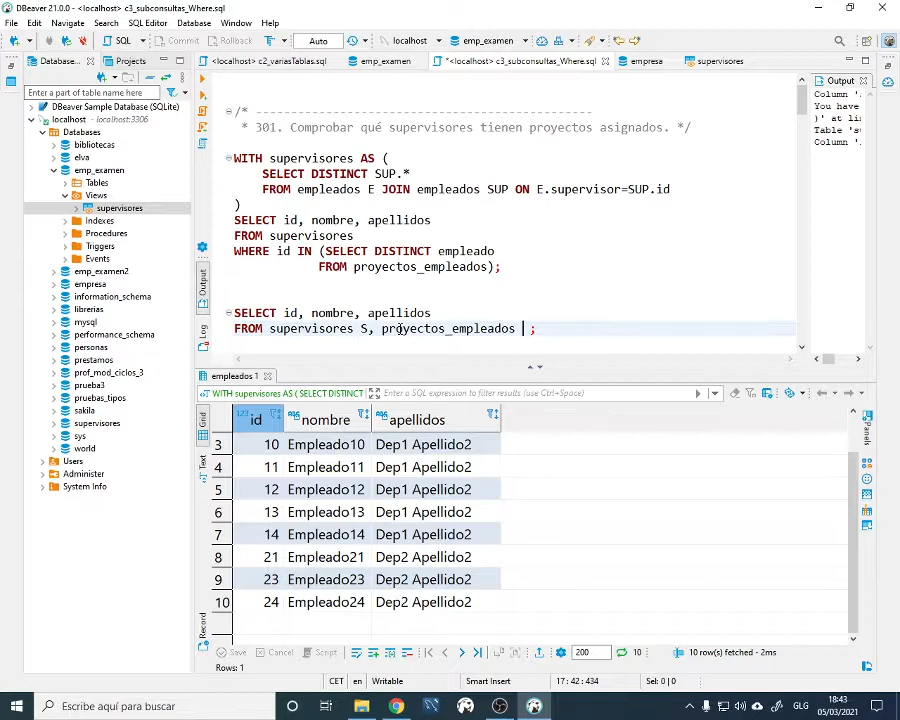 DBeaver 21.0.0 - <localhost> c3_subconsultas_Where.sql
File Edit Navigate Search SQL Editor Database Window Help
SQL Commit Rollback Auto localhost emp_examen
Database... Projects
<localhost> c2_variasTablas.sql emp_examen *<localhost> c3_subconsultas_Where.sql empresa supervisores
Enter a part of table name here
DBeaver Sample Database (SQLite)
localhost - localhost:3306
Databases
bibliotecas
elva
emp_examen
Tables
Views
supervisores
Indexes
Procedures
Triggers
Events
emp_examen2
empresa
information_schema
librerias
mysql
performance_schema
personas
prestamos
prof_mod_ciclos_3
prueba3
pruebas_tipos
sakila
supervisores
sys
world
Users
Administer
System Info
/* ------------------------------------------------
* 301. Comprobar qué supervisores tienen proyectos asignados. */
WITH supervisores AS (
SELECT DISTINCT SUP.*
FROM empleados E JOIN empleados SUP ON E.supervisor=SUP.id
)
SELECT id, nombre, apellidos
FROM supervisores
WHERE id IN (SELECT DISTINCT empleado
FROM proyectos_empleados);
SELECT id, nombre, apellidos
FROM supervisores S, proyectos_empleados ;
Output
Log
Output
Column '.
You have
)' at lin
Table 'su
Column '.
empleados 1
WITH supervisores AS ( SELECT DISTINCT Enter a SQL expression to filter results (use Ctrl+Space)
Grid
Text
Record
Panels
123 id ABC nombre ABC apellidos
3 10 Empleado10 Dep1 Apellido2
4 11 Empleado11 Dep1 Apellido2
5 12 Empleado12 Dep1 Apellido2
6 13 Empleado13 Dep1 Apellido2
7 14 Empleado14 Dep1 Apellido2
8 21 Empleado21 Dep2 Apellido2
9 23 Empleado23 Dep2 Apellido2
10 24 Empleado24 Dep2 Apellido2
Save Cancel Script 200 10 10 row(s) fetched - 2ms
Rows: 1
CET en Writable Smart Insert 17 : 42 : 434 Sel: 0 | 0
Escribe aquí para buscar GLG 18:43
05/03/2021